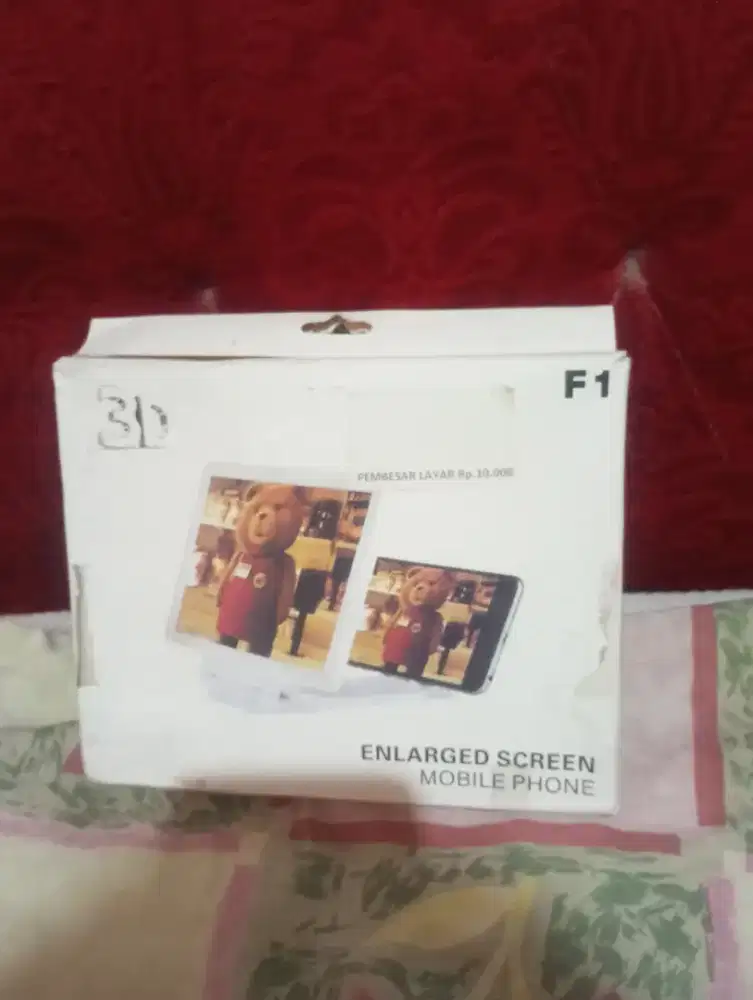 F1
3D
PEMBESAR LAYAR Rp.10.000
ENLARGED SCREEN
MOBILE PHONE